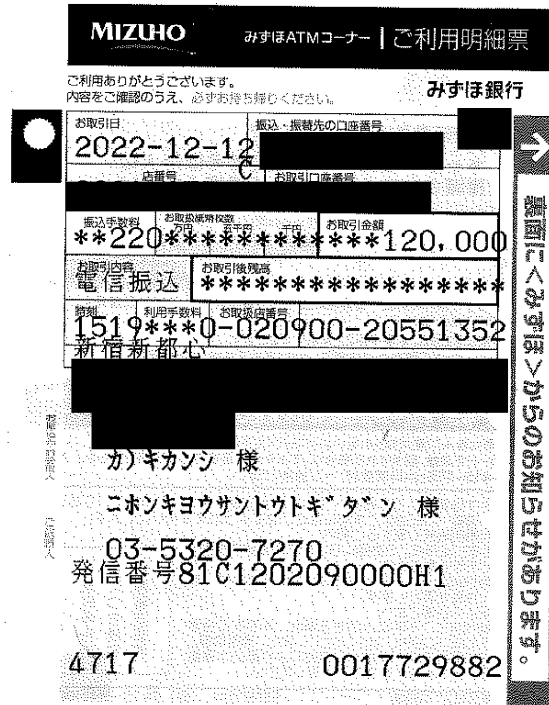 MIZUHO みずほATMコーナー ご利用明細票
ご利用ありがとうございます。
内容をご確認のうえ、必ずお持ち帰りください。
みずほ銀行
お取引日 振込・振替先の口座番号
2022-12-12
C
店番号 お取引口座番号
振込手数料 お取扱紙幣枚数 万円 五千円 千円 お取引金額
**220*************120,000
お取引内容 お取引後残高
電信振込 *****************
時刻 利用手数料 お取扱店番号
1519***0-020900-20551352
新宿新都心
カ)キカンシ 様
ニホンキヨウサントウトギダン 様
03-5320-7270
発信番号81C1202090000H1
4717 0017729882
裏面に<みずほ>からのお知らせがあります。